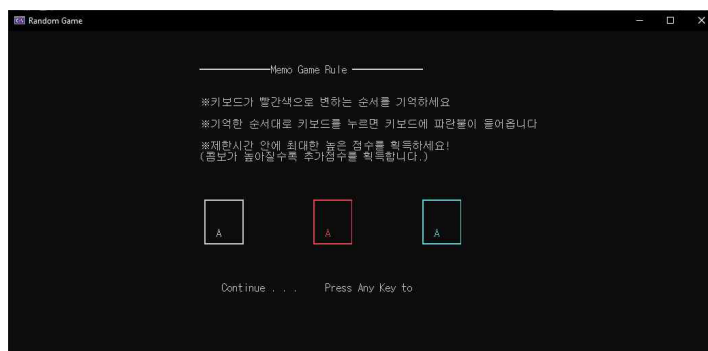 Random Game
Memo Game Rule
※키보드가 빨간색으로 변하는 순서를 기억하세요
※기억한 순서대로 키보드를 누르면 키보드에 파란불이 들어옵니다
※제한시간 안에 최대한 높은 점수를 획득하세요!
(콤보가 높아질수록 추가점수를 획득합니다.)
A A A
Continue . . . Press Any Key to